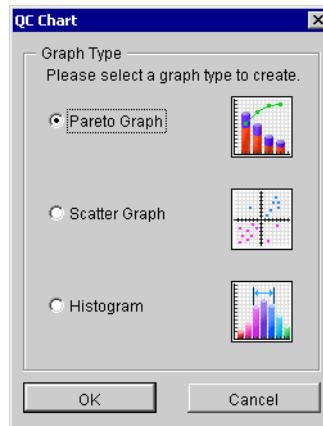 QC Chart
Graph Type
Please select a graph type to create.
Pareto Graph
Scatter Graph
Histogram
OK
Cancel